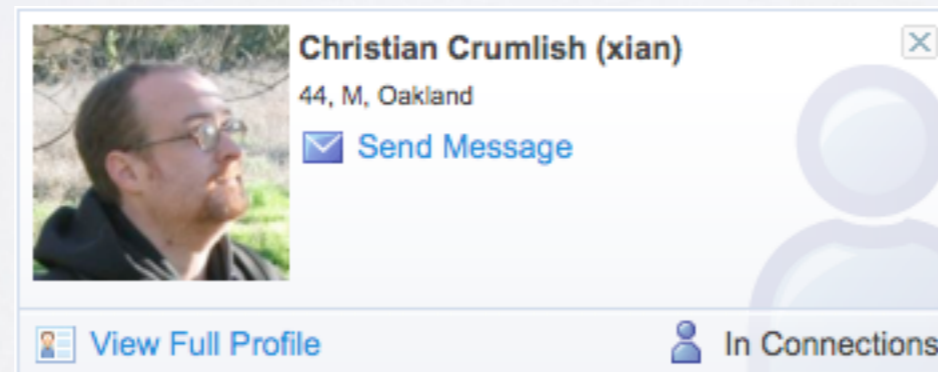 Christian Crumlish (xian)
44, M, Oakland
Send Message
View Full Profile
In Connections